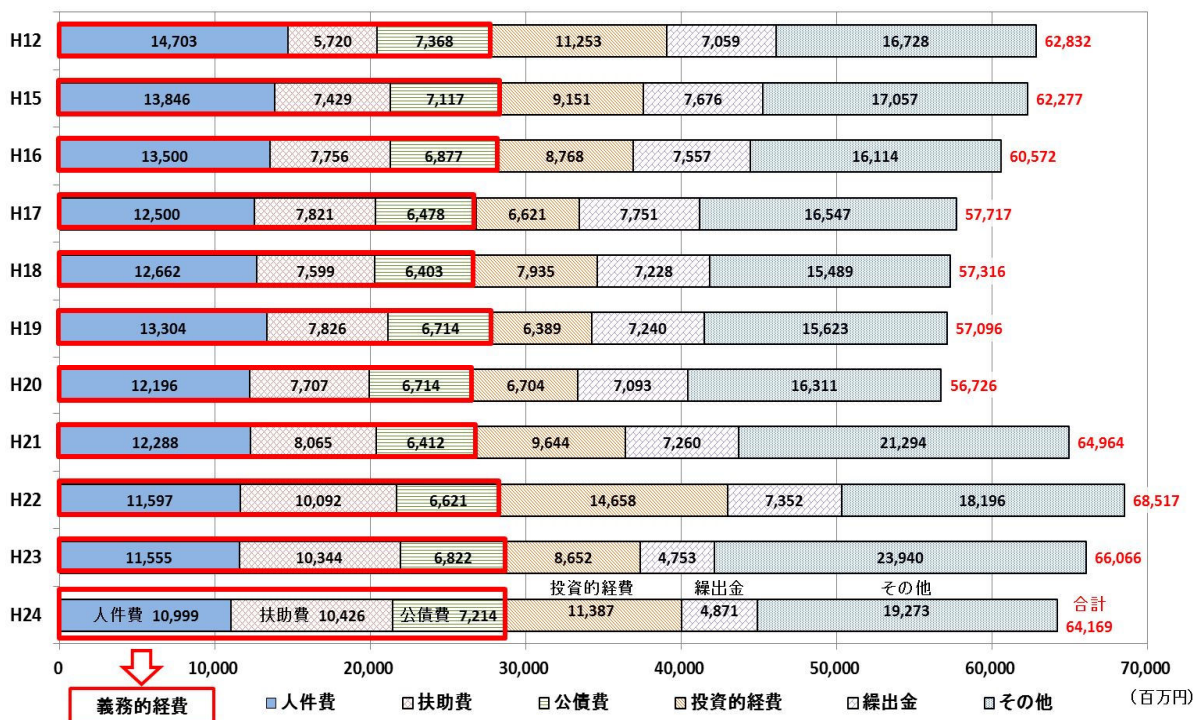 H12 14,703 5,720 7,368 11,253 7,059 16,728 62,832
H15 13,846 7,429 7,117 9,151 7,676 17,057 62,277
H16 13,500 7,756 6,877 8,768 7,557 16,114 60,572
H17 12,500 7,821 6,478 6,621 7,751 16,547 57,717
H18 12,662 7,599 6,403 7,935 7,228 15,489 57,316
H19 13,304 7,826 6,714 6,389 7,240 15,623 57,096
H20 12,196 7,707 6,714 6,704 7,093 16,311 56,726
H21 12,288 8,065 6,412 9,644 7,260 21,294 64,964
H22 11,597 10,092 6,621 14,658 7,352 18,196 68,517
H23 11,555 10,344 6,822 8,652 4,753 23,940 66,066
投資的経費 繰出金 その他 合計
H24 人件費 10,999 扶助費 10,426 公債費 7,214 11,387 4,871 19,273 64,169
0 10,000 20,000 30,000 40,000 50,000 60,000 70,000
義務的経費 人件費 扶助費 公債費 投資的経費 繰出金 その他 (百万円)